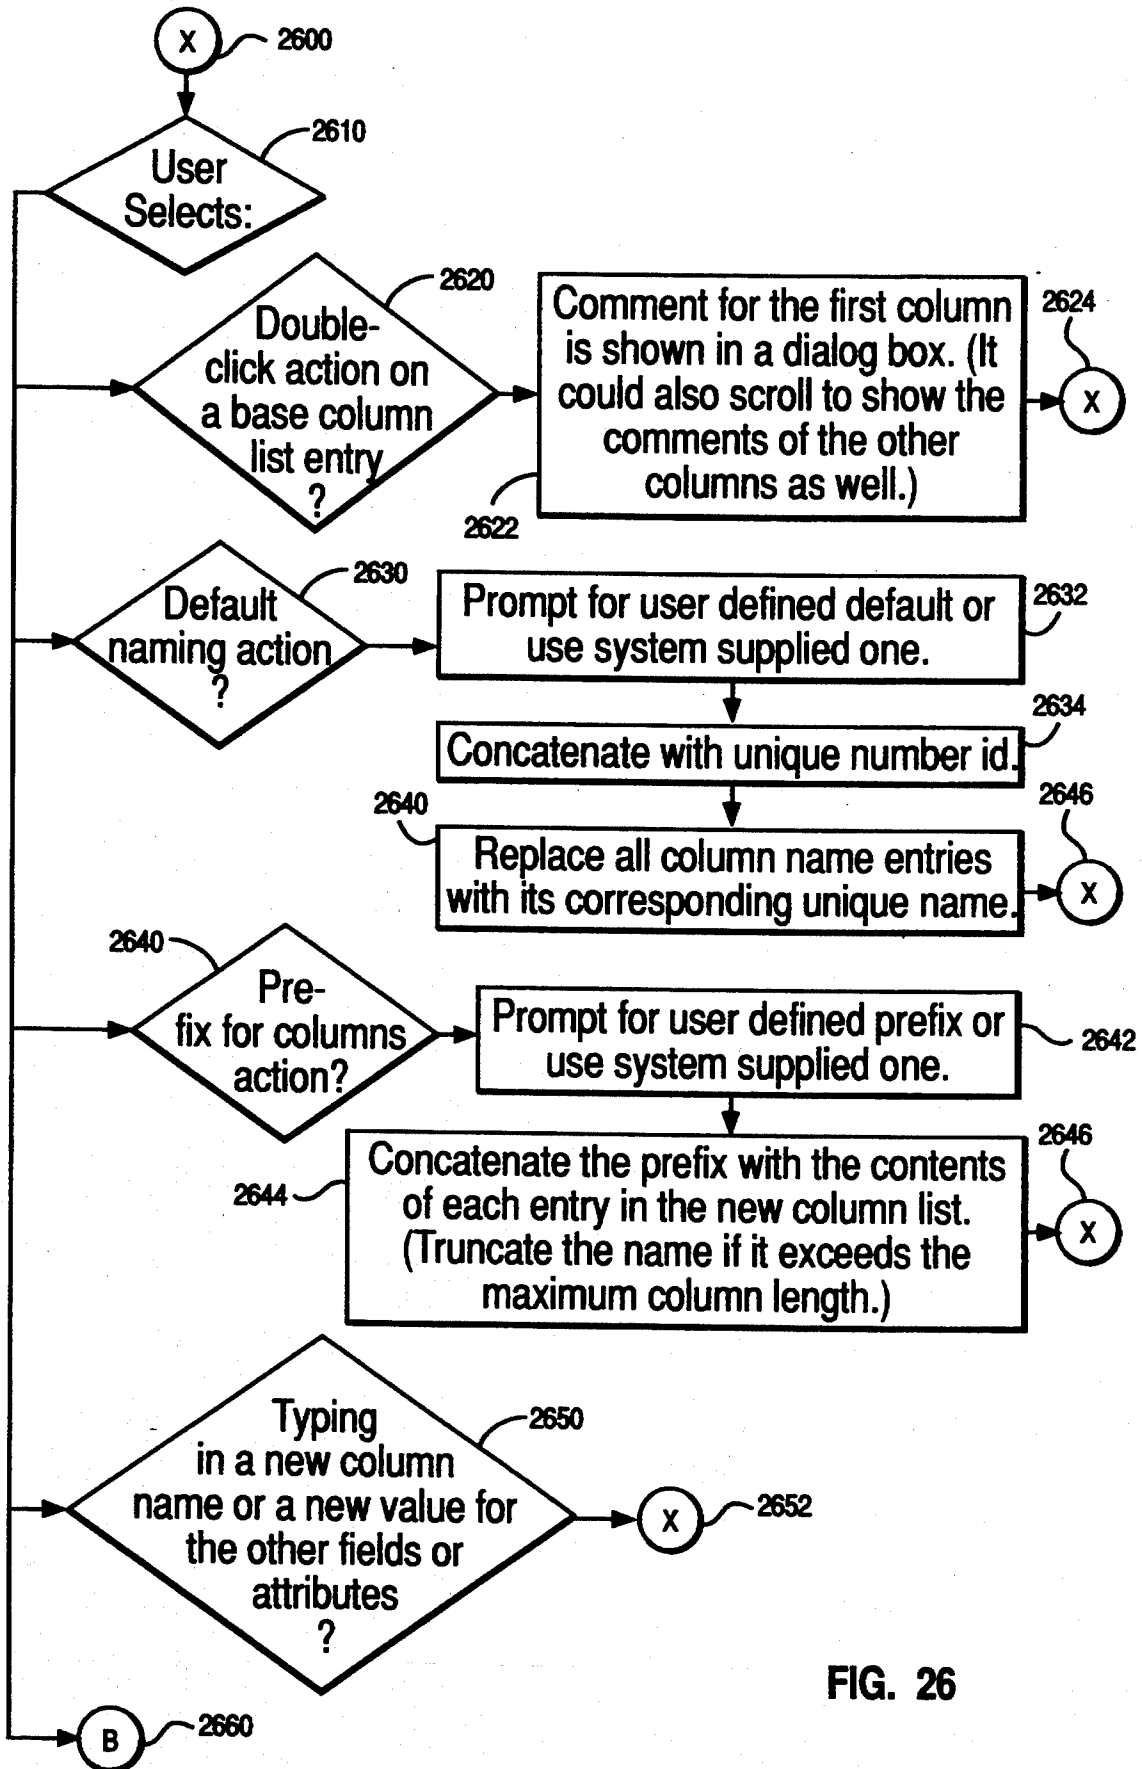 X
2600
2610
User
Selects:
2620
Double-
click action on
a base column
list entry
?
Comment for the first column
is shown in a dialog box. (It
could also scroll to show the
comments of the other
columns as well.)
2622
2624
X
2630
Default
naming action
?
Prompt for user defined default or
use system supplied one.
2632
2634
Concatenate with unique number id.
2640
2646
Replace all column name entries
with its corresponding unique name.
X
2640
Pre-
fix for columns
action?
Prompt for user defined prefix or
use system supplied one.
2642
2646
2644
Concatenate the prefix with the contents
of each entry in the new column list.
(Truncate the name if it exceeds the
maximum column length.)
X
2650
Typing
in a new column
name or a new value for
the other fields or
attributes
?
X
2652
FIG. 26
B
2660